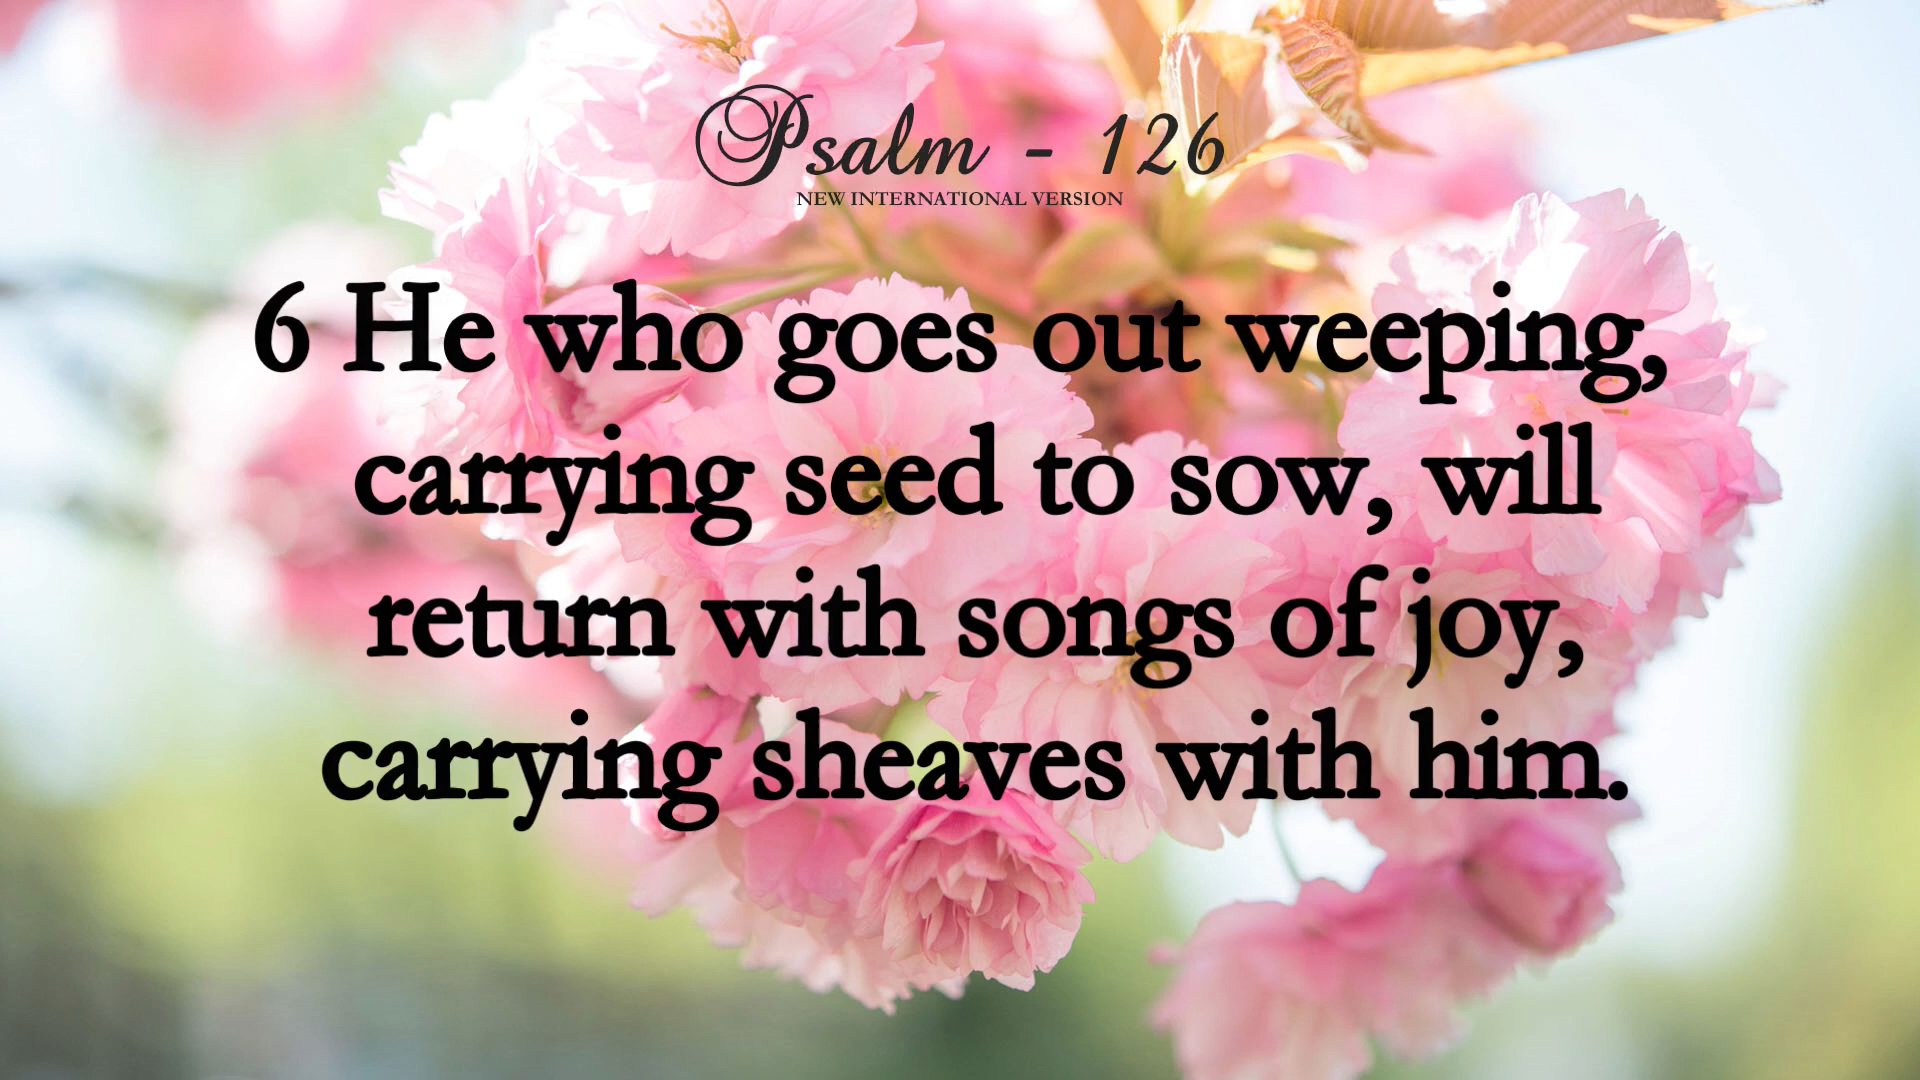 Psalm - 126
NEW INTERNATIONAL VERSION
6 He who goes out weeping,
carrying seed to sow, will
return with songs of joy,
carrying sheaves with him.